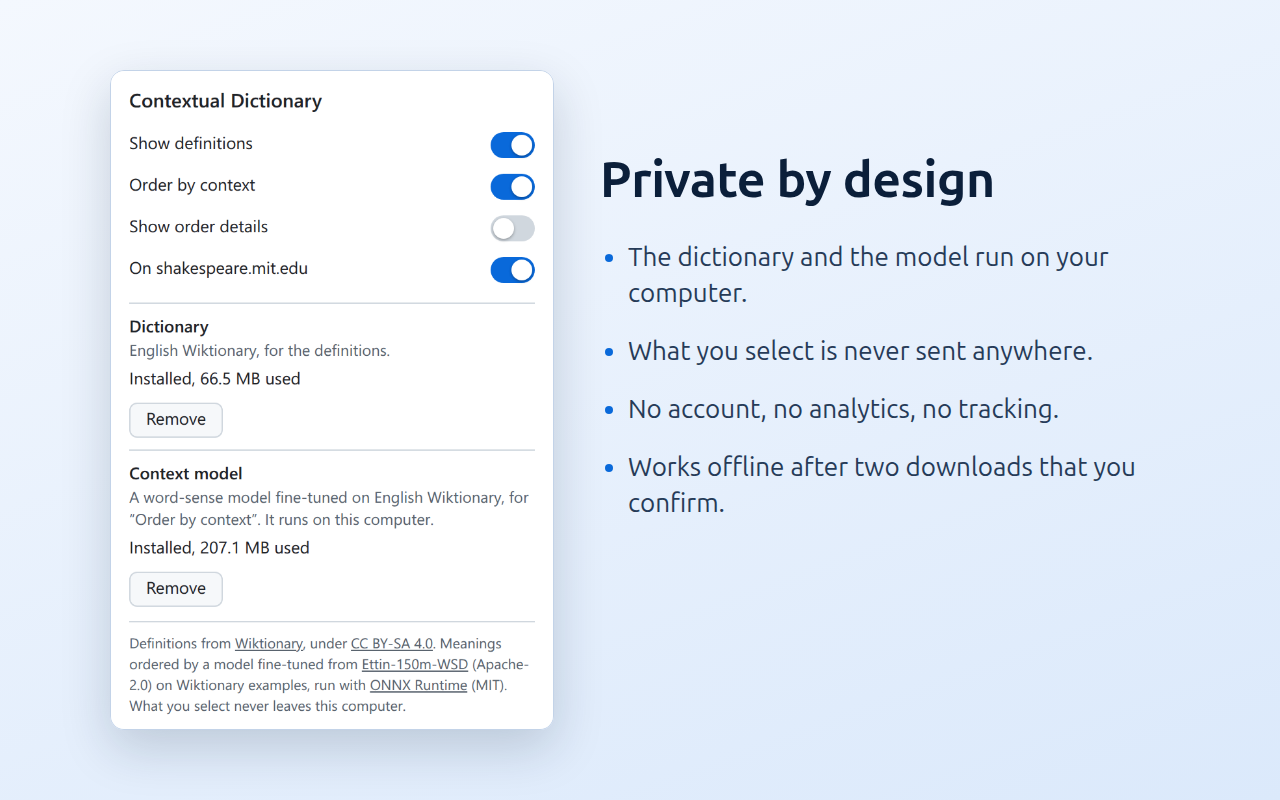 Contextual Dictionary
Show definitions
Order by context
Show order details
On shakespeare.mit.edu
Dictionary
English Wiktionary, for the definitions.
Installed, 66.5 MB used
Remove
Context model
A word-sense model fine-tuned on English Wiktionary, for
“Order by context”. It runs on this computer.
Installed, 207.1 MB used
Remove
Definitions from Wiktionary, under CC BY-SA 4.0. Meanings
ordered by a model fine-tuned from Ettin-150m-WSD (Apache-
2.0) on Wiktionary examples, run with ONNX Runtime (MIT).
What you select never leaves this computer.
Private by design
• The dictionary and the model run on your
computer.
• What you select is never sent anywhere.
• No account, no analytics, no tracking.
• Works offline after two downloads that you
confirm.